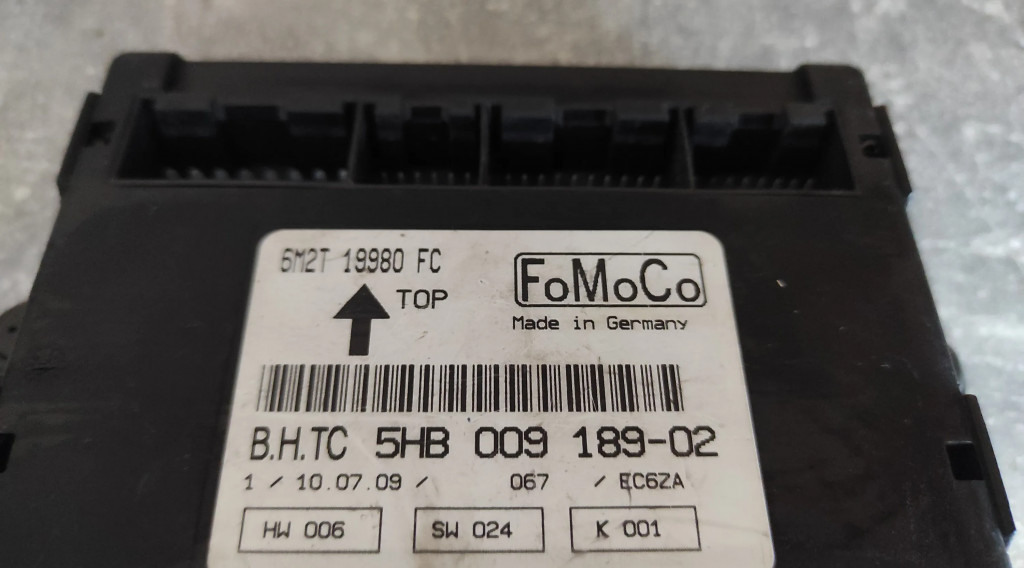 6M2T 19980 FC
TOP
FoMoCo
Made in Germany
B.H.TC 5HB 009 189-02
1 / 10.07.09 / 067 / EC6ZA
HW 006 SW 024 K 001